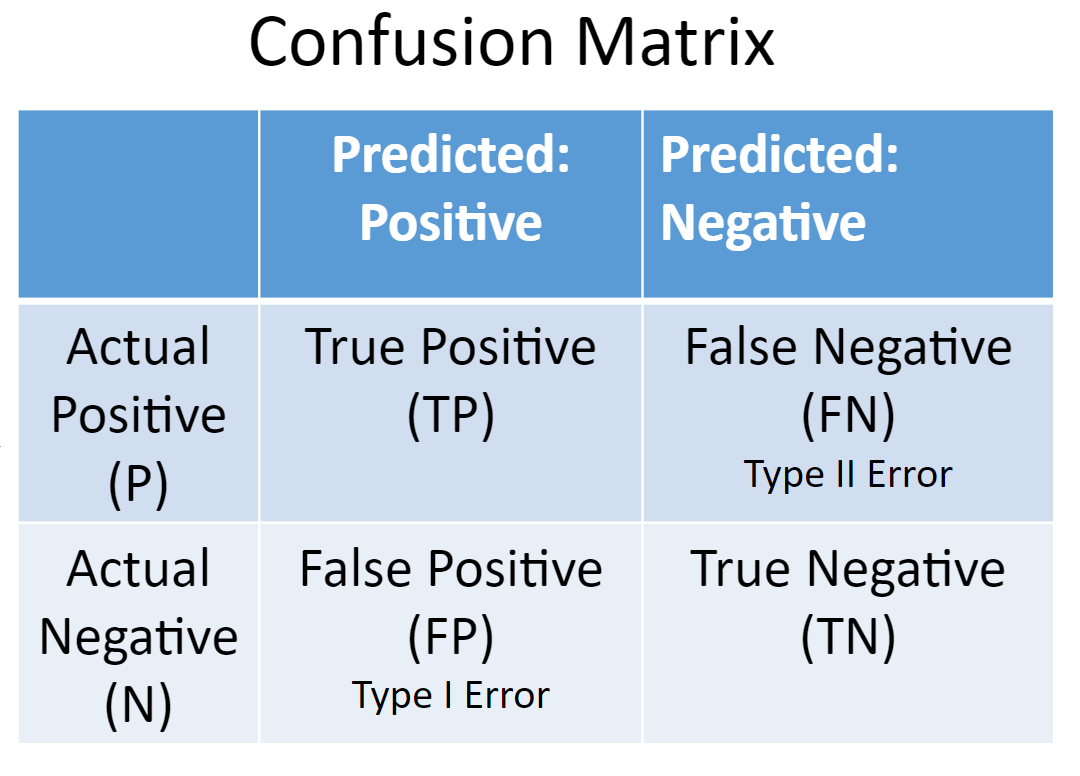 Confusion Matrix
Predicted:
Positive
Predicted:
Negative
Actual
Positive
(P)
True Positive
(TP)
False Negative
(FN)
Type II Error
Actual
Negative
(N)
False Positive
(FP)
Type I Error
True Negative
(TN)